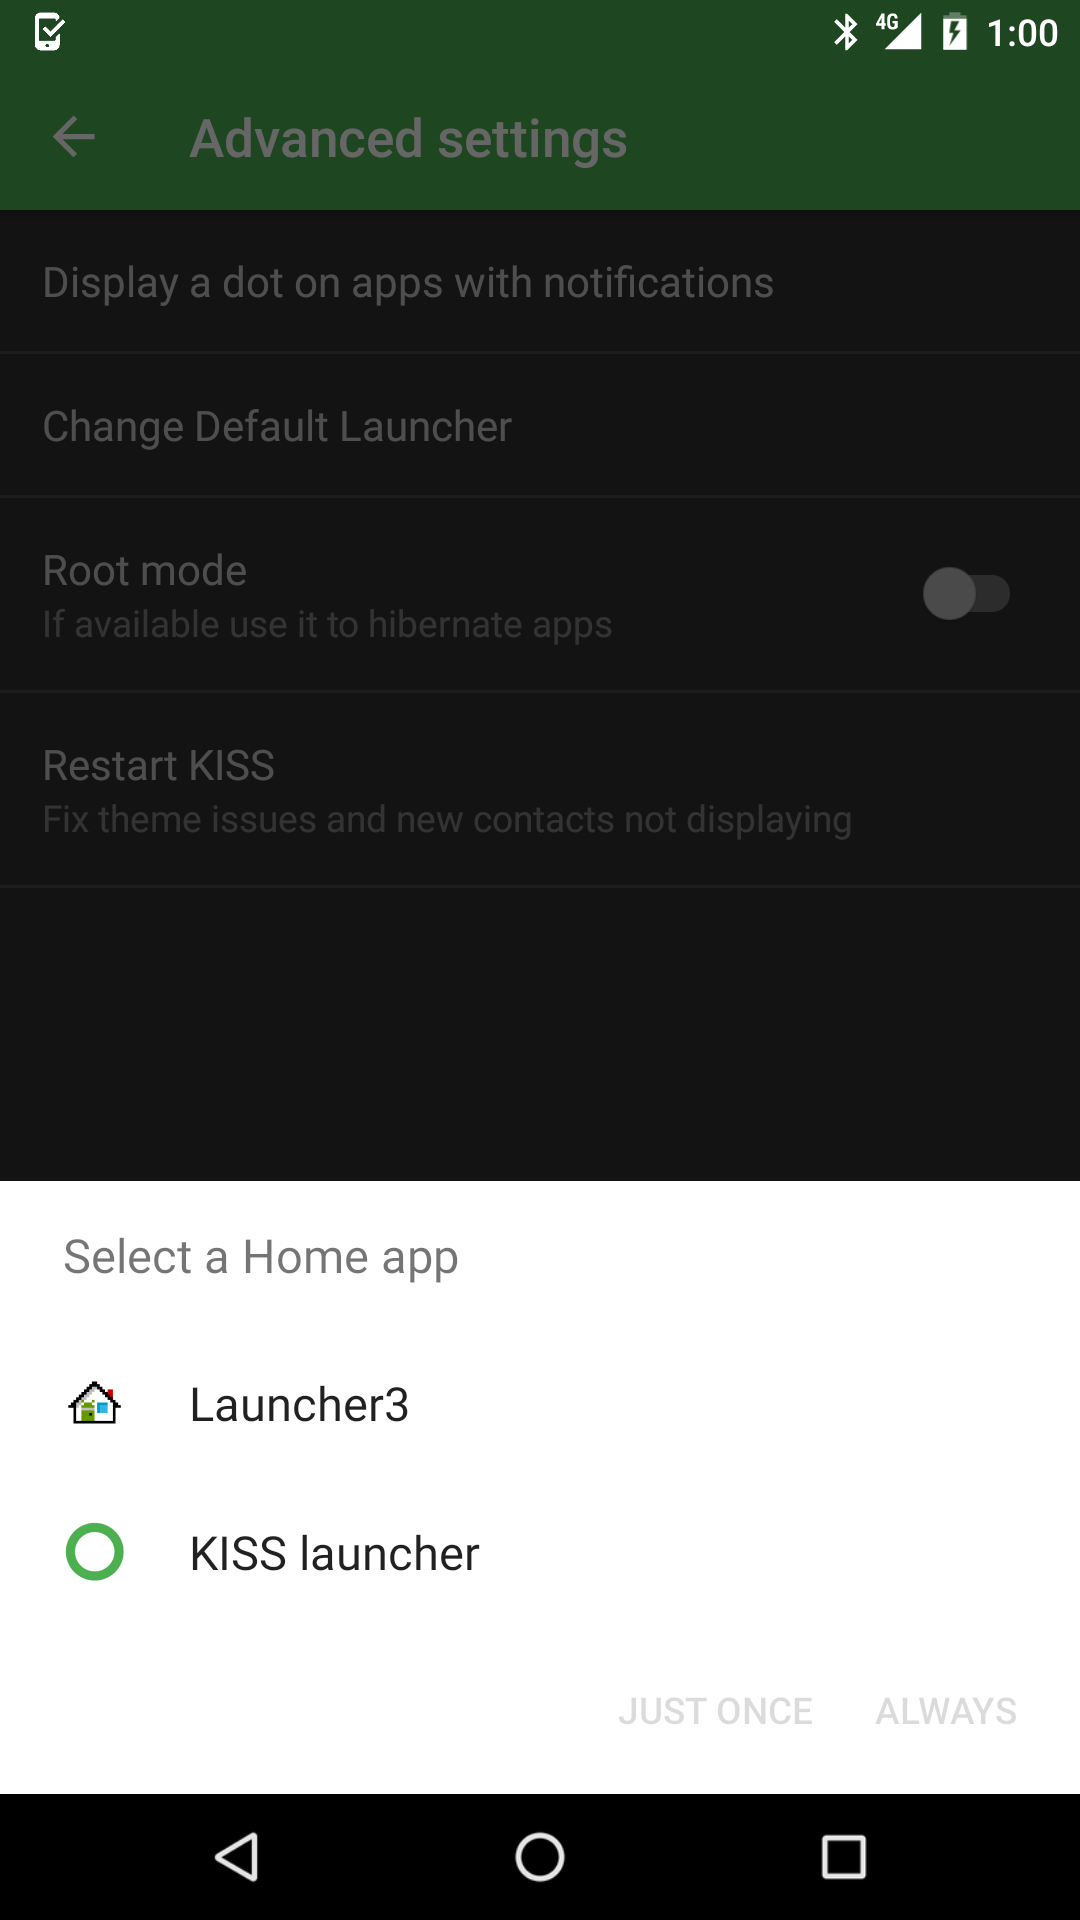 4G 1:00
Advanced settings
Display a dot on apps with notifications
Change Default Launcher
Root mode
If available use it to hibernate apps
Restart KISS
Fix theme issues and new contacts not displaying
Select a Home app
Launcher3
KISS launcher
JUST ONCE ALWAYS